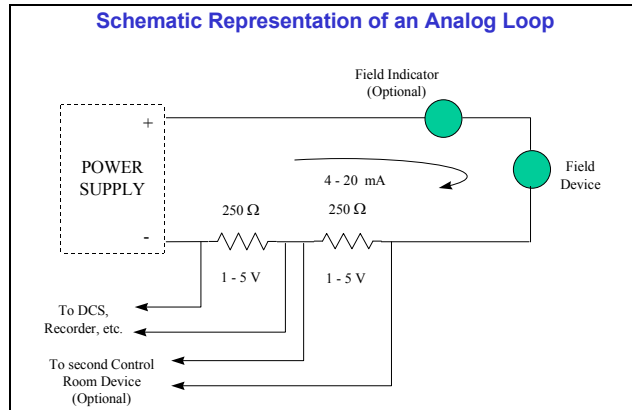 Schematic Representation of an Analog Loop
Field Indicator
(Optional)
+
POWER
SUPPLY
-
4 - 20 mA
Field
Device
250 Ω
250 Ω
1 - 5 V
1 - 5 V
To DCS,
Recorder, etc.
To second Control
Room Device
(Optional)